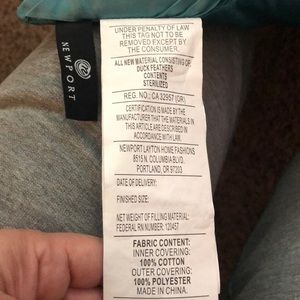 NEWPORT
UNDER PENALTY OF LAW
THIS TAG NOT TO BE
REMOVED EXCEPT BY
THE CONSUMER.
ALL NEW MATERIAL CONSISTING OF
DUCK FEATHERS
CONTENTS
STERILIZED
REG. NO.: CA 32957 (OR)
CERTIFICATION IS MADE BY THE
MANUFACTURER THAT THE MATERIALS IN
THIS ARTICLE ARE DESCRIBED IN
ACCORDANCE WITH LAW.
NEWPORT LAYTON HOME FASHIONS
8515 N. COLUMBIA BLVD.
PORTLAND, OR 97203
DATE OF DELIVERY:
FINISHED SIZE:
NET WEIGHT OF FILLING MATERIAL:
FEDERAL RN NUMBER: 120457
FABRIC CONTENT:
INNER COVERING:
100% COTTON
OUTER COVERING:
100% POLYESTER
MADE IN CHINA.